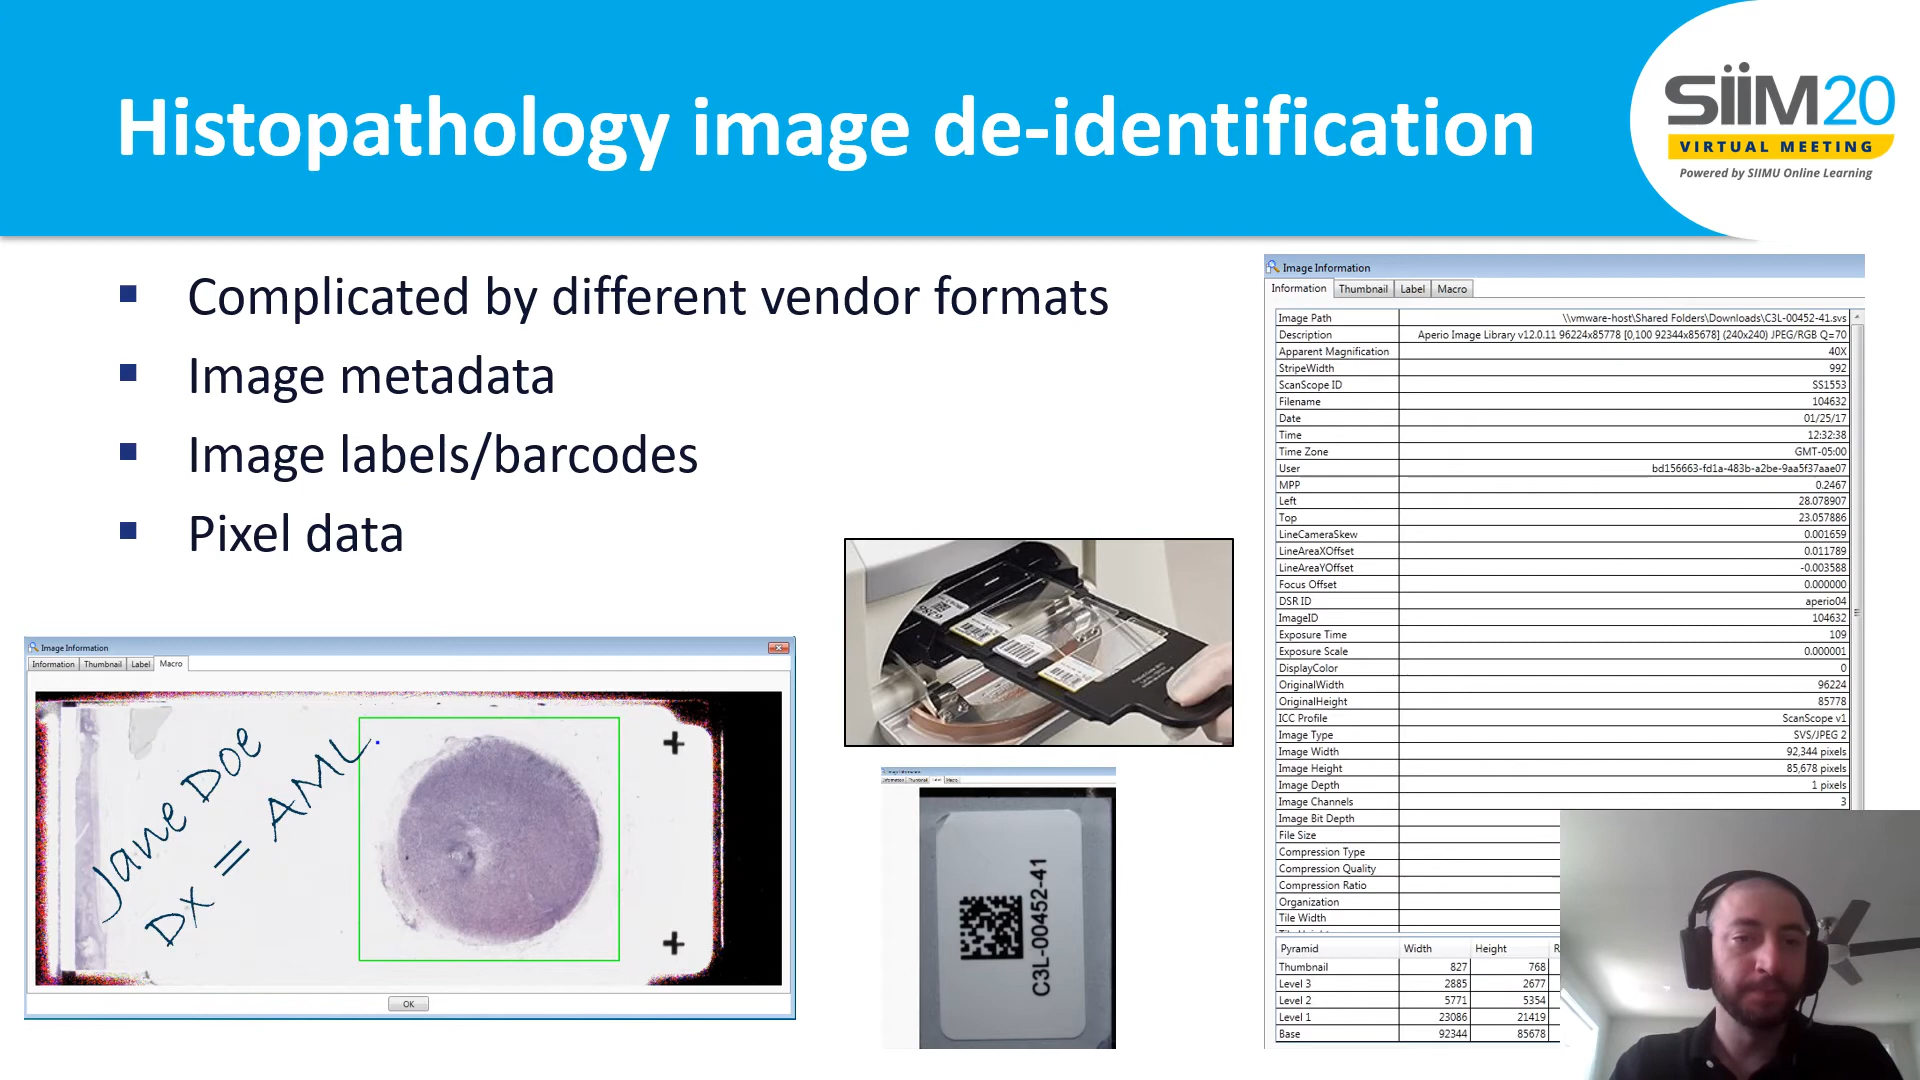 Histopathology image de-identification
SiiM20
VIRTUAL MEETING
Powered by SIIMU Online Learning
Complicated by different vendor formats
Image metadata
Image labels/barcodes
Pixel data
Image Information
Information Thumbnail Label Macro
Jane Doe
DX = AML
OK
C3L-00452-41
Image Information
Information Thumbnail Label Macro
Image Path \\vmware-host\Shared Folders\Downloads\C3L-00452-41.svs
Description Aperio Image Library v12.0.11 96224x85778 [0,100 92344x85678] (240x240) JPEG/RGB Q=70
Apparent Magnification 40X
StripeWidth 992
ScanScope ID SS1553
Filename 104632
Date 01/25/17
Time 12:32:38
Time Zone GMT-05:00
User bd156663-fd1a-483b-a2be-9aa5f37aae07
MPP 0.2467
Left 28.078907
Top 23.057886
LineCameraSkew 0.001659
LineAreaXOffset 0.011789
LineAreaYOffset -0.003588
Focus Offset 0.000000
DSR ID aperio04
ImageID 104632
Exposure Time 109
Exposure Scale 0.000001
DisplayColor 0
OriginalWidth 96224
OriginalHeight 85778
ICC Profile ScanScope v1
Image Type SVS/JPEG 2
Image Width 92,344 pixels
Image Height 85,678 pixels
Image Depth 1 pixels
Image Channels 3
Image Bit Depth
File Size
Compression Type
Compression Quality
Compression Ratio
Organization
Tile Width
Pyramid Width Height
Thumbnail 827 768
Level 3 2885 2677
Level 2 5771 5354
Level 1 23086 21419
Base 92344 85678